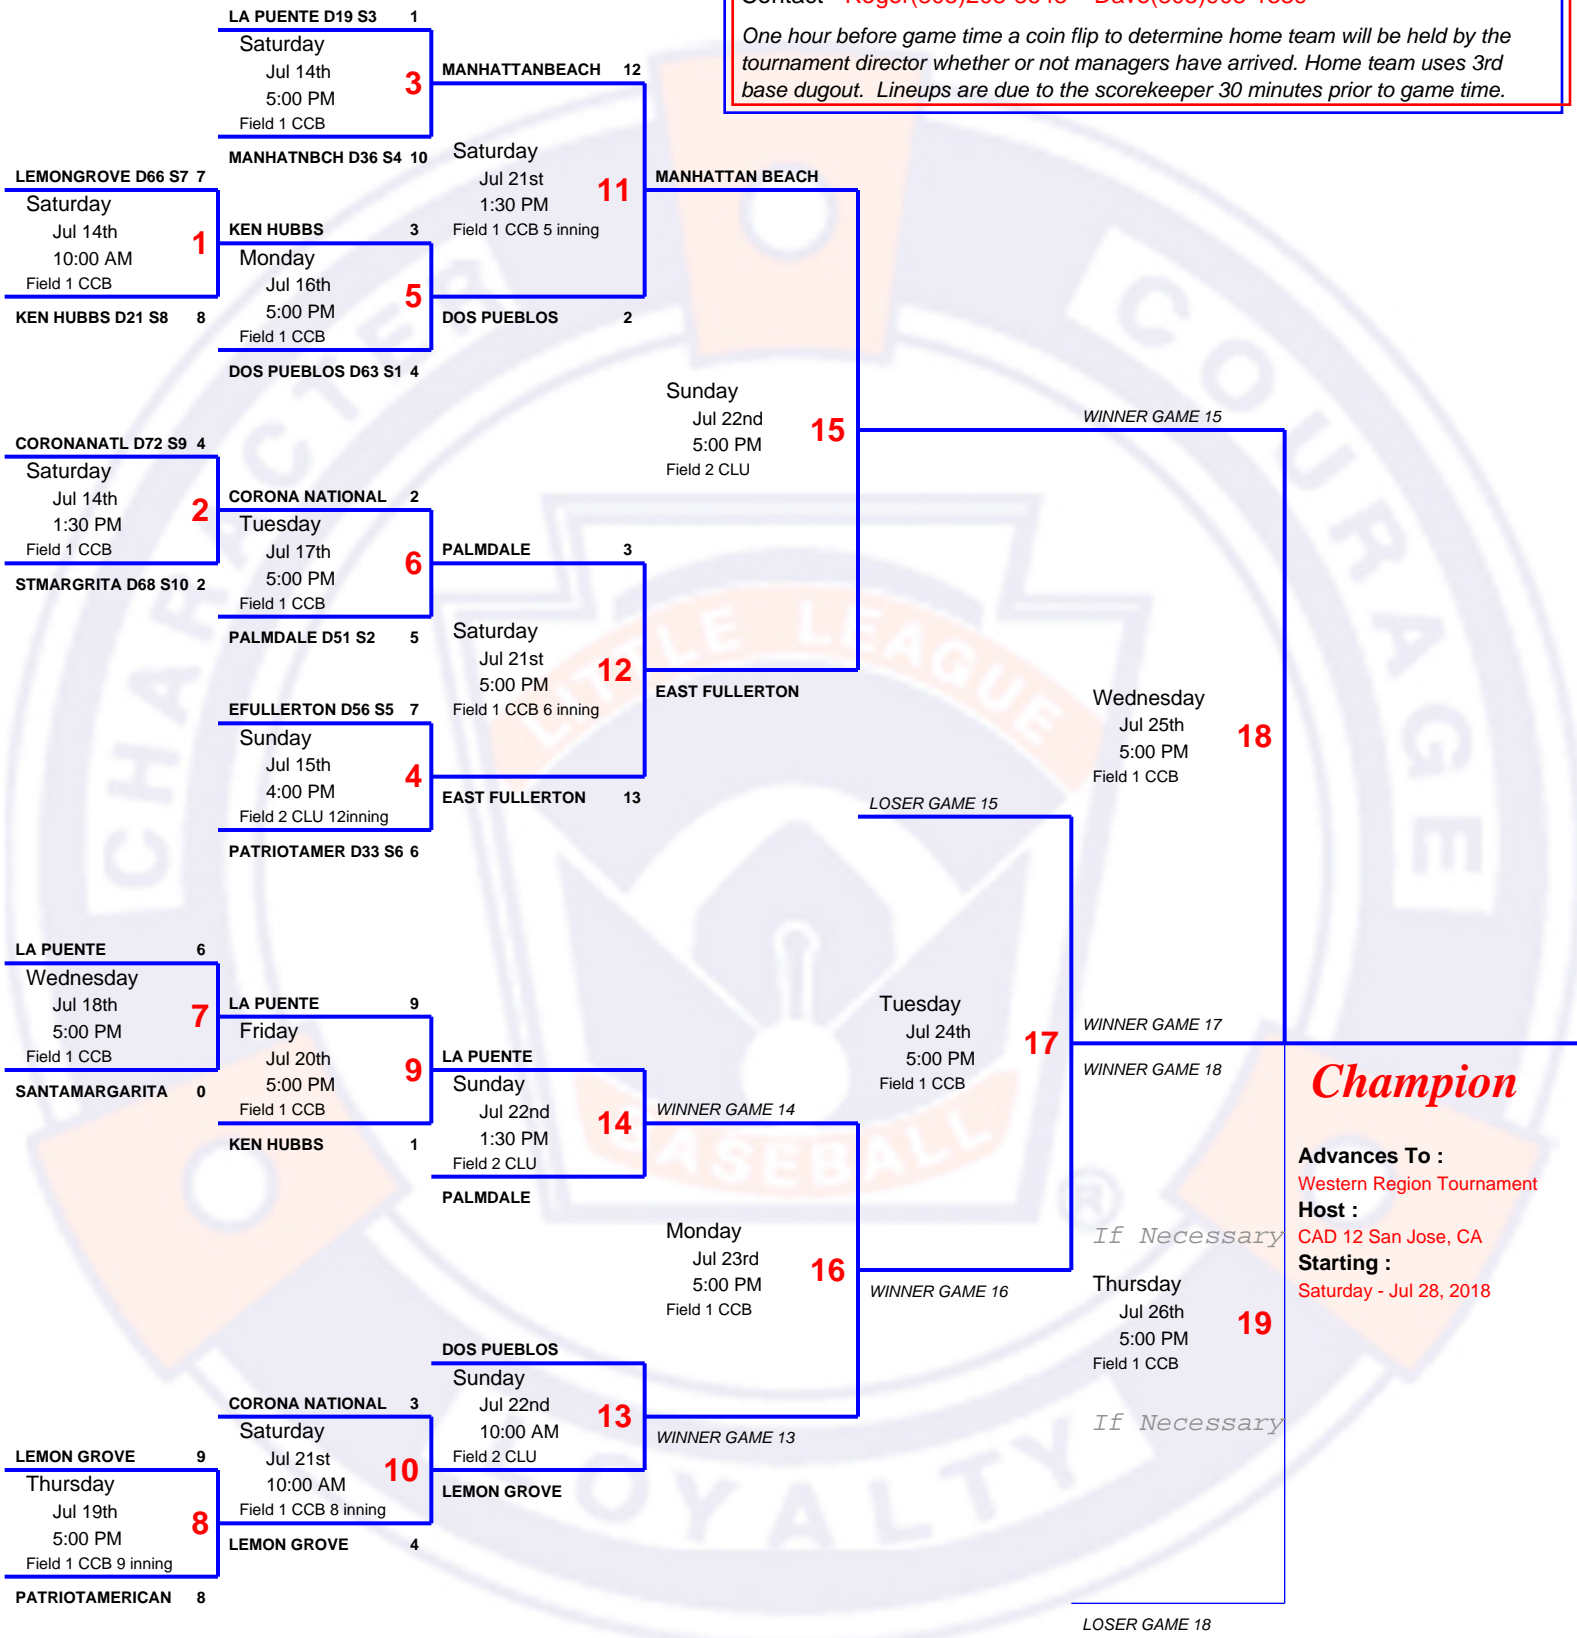 One hour before game time a coin flip to determine home team will be held by the
tournament director whether or not managers have arrived. Home team uses 3rd
base dugout.  Lineups are due to the scorekeeper 30 minutes prior to game time.
LA PUENTE D19 S3 1
Saturday
Jul 14th
5:00 PM
Field 1 CCB
3
MANHATNBCH D36 S4 10
LEMONGROVE D66 S7 7
Saturday
Jul 14th
10:00 AM
Field 1 CCB
1
KEN HUBBS D21 S8 8
KEN HUBBS 3
Monday
Jul 16th
5:00 PM
Field 1 CCB
5
DOS PUEBLOS D63 S1 4
MANHATTANBEACH 12
Saturday
Jul 21st
1:30 PM
Field 1 CCB 5 inning
11
DOS PUEBLOS 2
CORONANATL D72 S9 4
Saturday
Jul 14th
1:30 PM
Field 1 CCB
2
STMARGRITA D68 S10 2
CORONA NATIONAL 2
Tuesday
Jul 17th
5:00 PM
Field 1 CCB
6
PALMDALE D51 S2 5
EFULLERTON D56 S5 7
Sunday
Jul 15th
4:00 PM
Field 2 CLU 12inning
4
PATRIOTAMER D33 S6 6
PALMDALE 3
Saturday
Jul 21st
5:00 PM
Field 1 CCB 6 inning
12
EAST FULLERTON 13
MANHATTAN BEACH
Sunday
Jul 22nd
5:00 PM
Field 2 CLU
15
EAST FULLERTON
WINNER GAME 15
Wednesday
Jul 25th
5:00 PM
Field 1 CCB
18
LA PUENTE 6
Wednesday
Jul 18th
5:00 PM
Field 1 CCB
7
SANTAMARGARITA 0
LA PUENTE 9
Friday
Jul 20th
5:00 PM
Field 1 CCB
9
KEN HUBBS 1
LA PUENTE
Sunday
Jul 22nd
1:30 PM
Field 2 CLU
14
PALMDALE
LEMON GROVE 9
Thursday
Jul 19th
5:00 PM
Field 1 CCB 9 inning
8
PATRIOTAMERICAN 8
CORONA NATIONAL 3
Saturday
Jul 21st
10:00 AM
Field 1 CCB 8 inning
10
LEMON GROVE 4
DOS PUEBLOS
Sunday
Jul 22nd
10:00 AM
Field 2 CLU
13
LEMON GROVE
WINNER GAME 14
Monday
Jul 23rd
5:00 PM
Field 1 CCB
16
WINNER GAME 13
LOSER GAME 15
Tuesday
Jul 24th
5:00 PM
Field 1 CCB
17
WINNER GAME 16
WINNER GAME 17
WINNER GAME 18
If Necessary
Thursday
Jul 26th
5:00 PM
Field 1 CCB
19
If Necessary
LOSER GAME 18
Champion
Advances To :
Western Region Tournament
Host :
CAD 12 San Jose, CA
Starting :
Saturday - Jul 28, 2018
CHARACTER
COURAGE
LOYALTY
LITTLE LEAGUE
BASEBALL
®